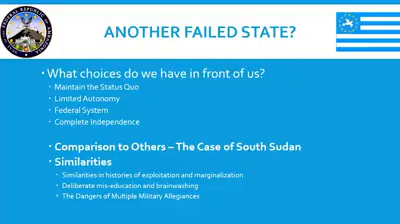 ANOTHER FAILED STATE?
What choices do we have in front of us?
Maintain the Status Quo
Limited Autonomy
Federal System
Complete Independence
Comparison to Others – The Case of South Sudan
Similarities
Similarities in histories of exploitation and marginalization
Deliberate mis-education and brainwashing
The Dangers of Multiple Military Allegiances